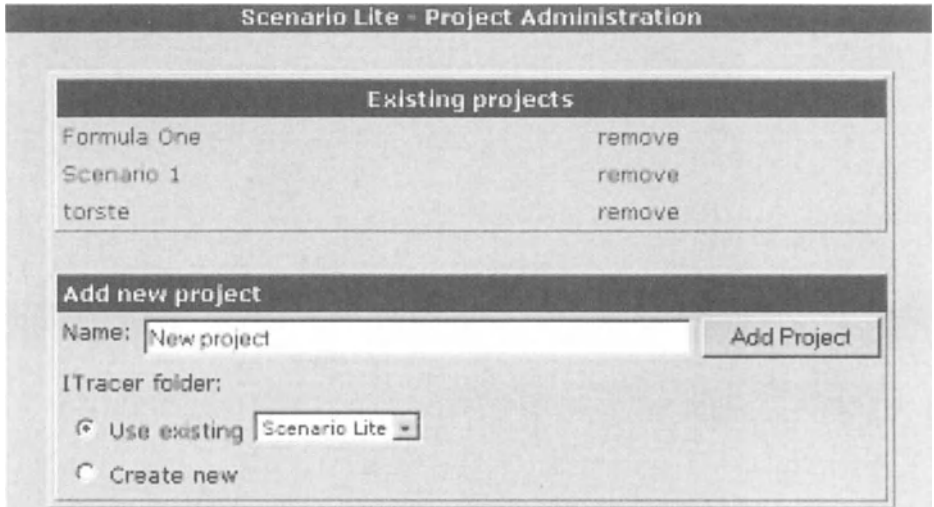 Scenario Lite - Project Administration
Existing projects
Formula One remove
Scenario 1 remove
torste remove
Add new project
Name: New project Add Project
ITracer folder:
Use existing Scenario Lite
Create new